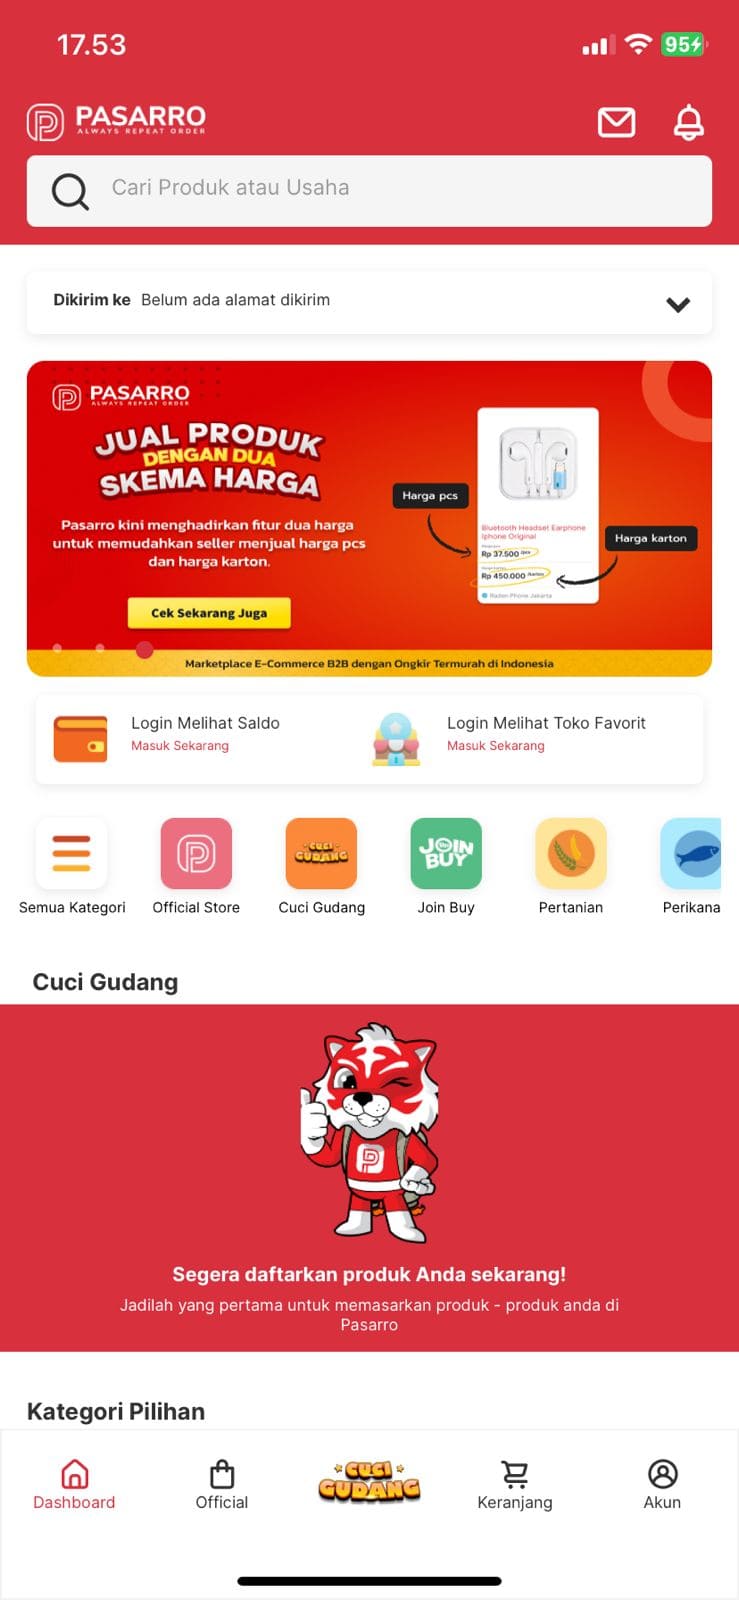 17.53
95
PASARRO
ALWAYS REPEAT ORDER
Cari Produk atau Usaha
Dikirim ke Belum ada alamat dikirim
PASARRO
ALWAYS REPEAT ORDER
JUAL PRODUK
DENGAN DUA
SKEMA HARGA
Pasarro kini menghadirkan fitur dua harga
untuk memudahkan seller menjual harga pcs
dan harga karton.
Cek Sekarang Juga
Harga pcs
Harga karton
Bluetooth Headset Earphone
Iphone Original
Rp 37.500 /pcs
Rp 450.000 /karton
Raden Phone Jakarta
Marketplace E-Commerce B2B dengan Ongkir Termurah di Indonesia
Login Melihat Saldo
Masuk Sekarang
Login Melihat Toko Favorit
Masuk Sekarang
CUCI
GUDANG
JOIN
BUY
Semua Kategori Official Store Cuci Gudang Join Buy Pertanian Perikana
Cuci Gudang
Segera daftarkan produk Anda sekarang!
Jadilah yang pertama untuk memasarkan produk - produk anda di
Pasarro
Kategori Pilihan
CUCI
GUDANG
Dashboard Official Keranjang Akun